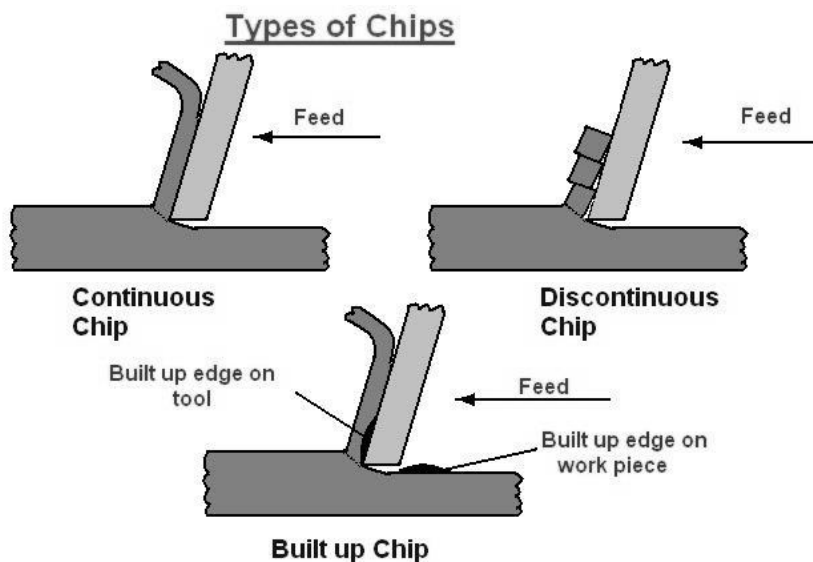 Types of Chips
Feed
Feed
Continuous
Chip
Discontinuous
Chip
Built up edge on
tool
Feed
Built up edge on
work piece
Built up Chip